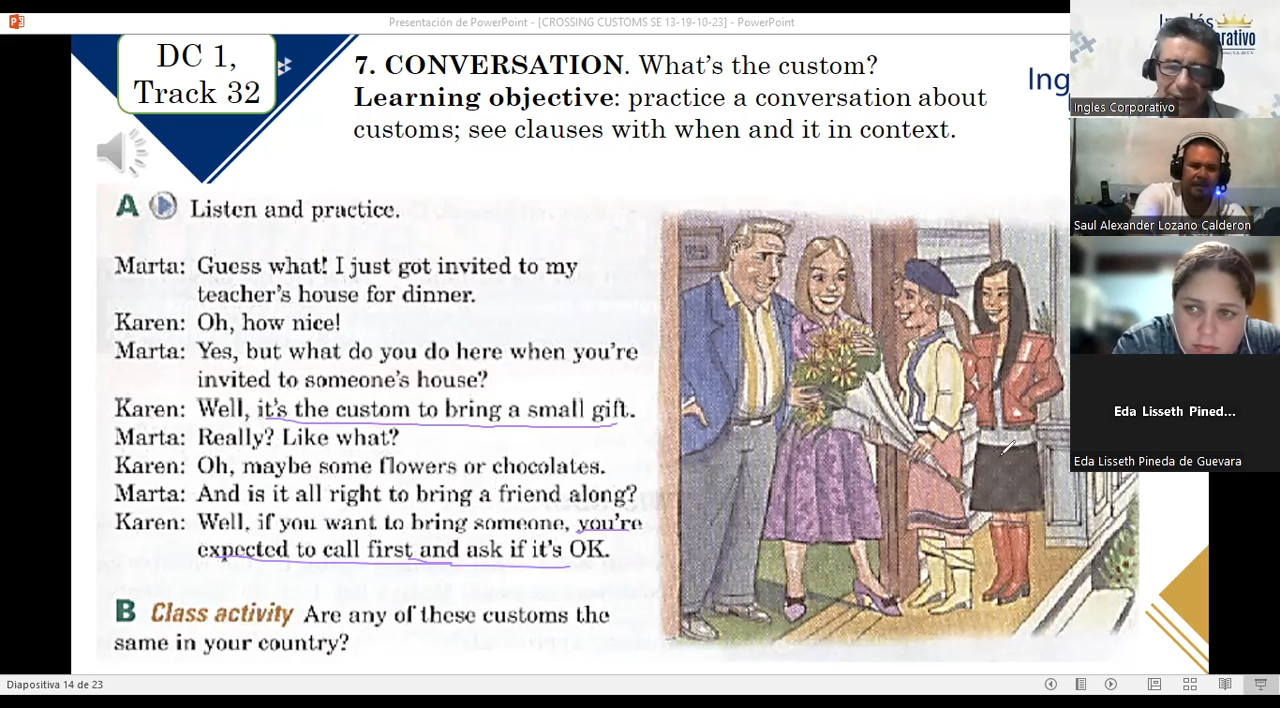 Presentación de PowerPoint - [CROSSING CUSTOMS SE 13-19-10-23] - PowerPoint
DC 1,
Track 32
7. CONVERSATION. What's the custom?
Learning objective: practice a conversation about
customs; see clauses with when and it in context.
Ing
A Listen and practice.
Marta: Guess what! I just got invited to my
teacher's house for dinner.
Karen: Oh, how nice!
Marta: Yes, but what do you do here when you're
invited to someone's house?
Karen: Well, it's the custom to bring a small gift.
Marta: Really? Like what?
Karen: Oh, maybe some flowers or chocolates.
Marta: And is it all right to bring a friend along?
Karen: Well, if you want to bring someone, you're
expected to call first and ask if it's OK.
B Class activity Are any of these customs the
same in your country?
Diapositiva 14 de 23
Inglés
Ingles Corporativo
Saul Alexander Lozano Calderon
Eda Lisseth Pined...
Eda Lisseth Pineda de Guevara